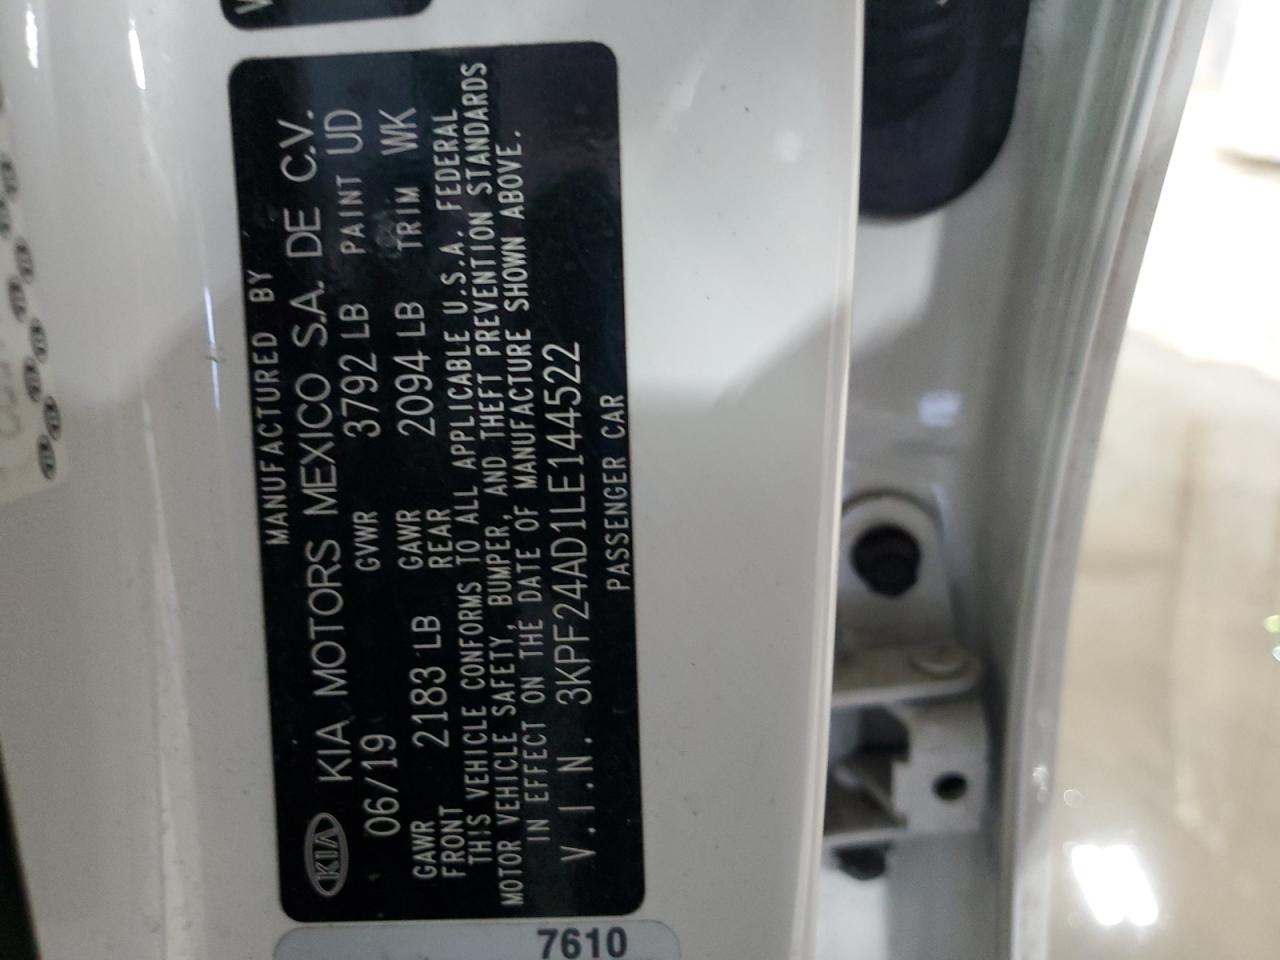 MANUFACTURED BY
KIA KIA MOTORS MEXICO S.A. DE C.V.
06/19 GVWR 3792 LB PAINT UD
GAWR FRONT 2183 LB GAWR REAR 2094 LB TRIM WK
THIS VEHICLE CONFORMS TO ALL APPLICABLE U.S.A. FEDERAL
MOTOR VEHICLE SAFETY, BUMPER, AND THEFT PREVENTION STANDARDS
IN EFFECT ON THE DATE OF MANUFACTURE SHOWN ABOVE.
V.I.N. 3KPF24AD1LE144522
PASSENGER CAR
7610